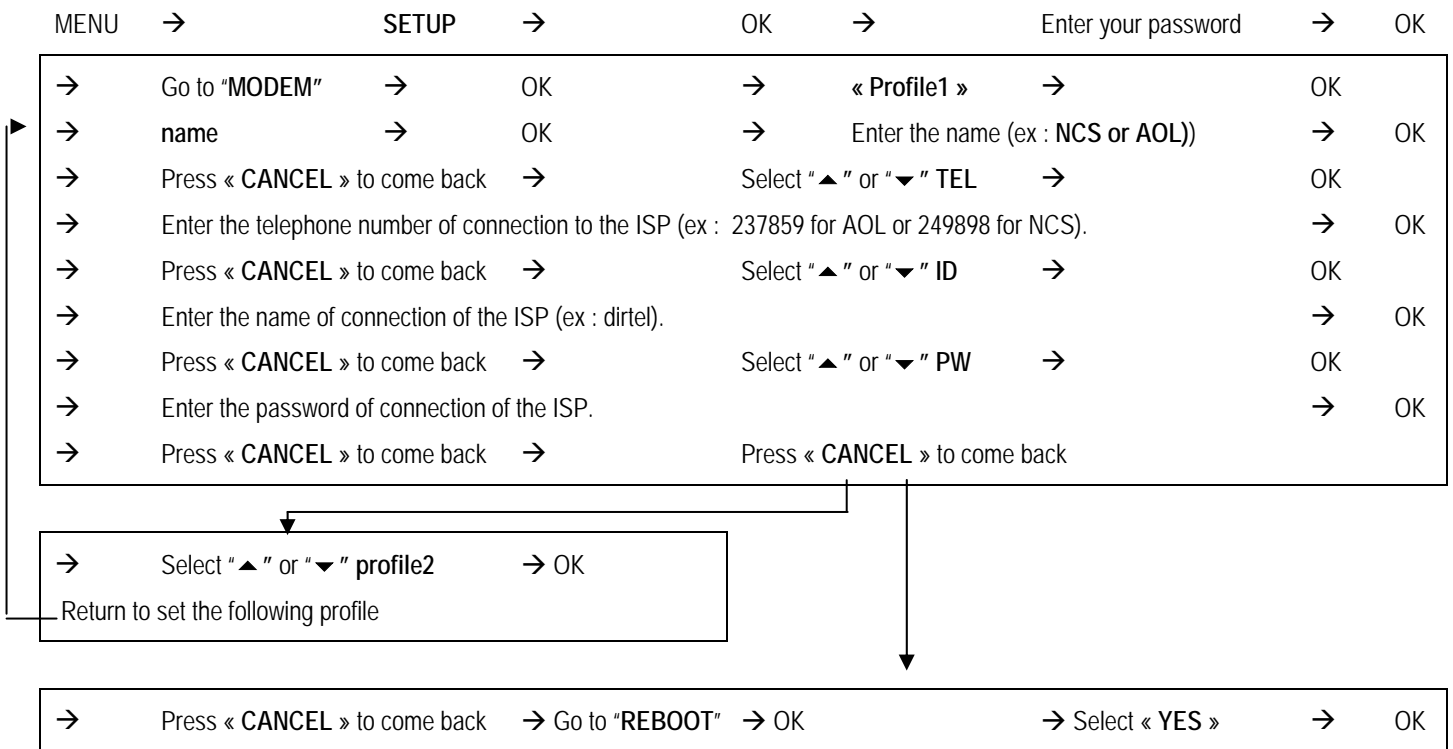 MENU → SETUP → OK → Enter your password → OK
→ Go to “MODEM” → OK → « Profile1 » → OK
→ name → OK → Enter the name (ex : NCS or AOL)) → OK
→ Press « CANCEL » to come back → Select “▲ ” or “▼ ” TEL → OK
→ Enter the telephone number of connection to the ISP (ex : 237859 for AOL or 249898 for NCS). → OK
→ Press « CANCEL » to come back → Select “▲ ” or “▼ ” ID → OK
→ Enter the name of connection of the ISP (ex : dirtel). → OK
→ Press « CANCEL » to come back → Select “▲ ” or “▼ ” PW → OK
→ Enter the password of connection of the ISP. → OK
→ Press « CANCEL » to come back → Press « CANCEL » to come back
→ Select “▲ ” or “▼ ” profile2 → OK
Return to set the following profile
→ Press « CANCEL » to come back → Go to “REBOOT” → OK → Select « YES » → OK